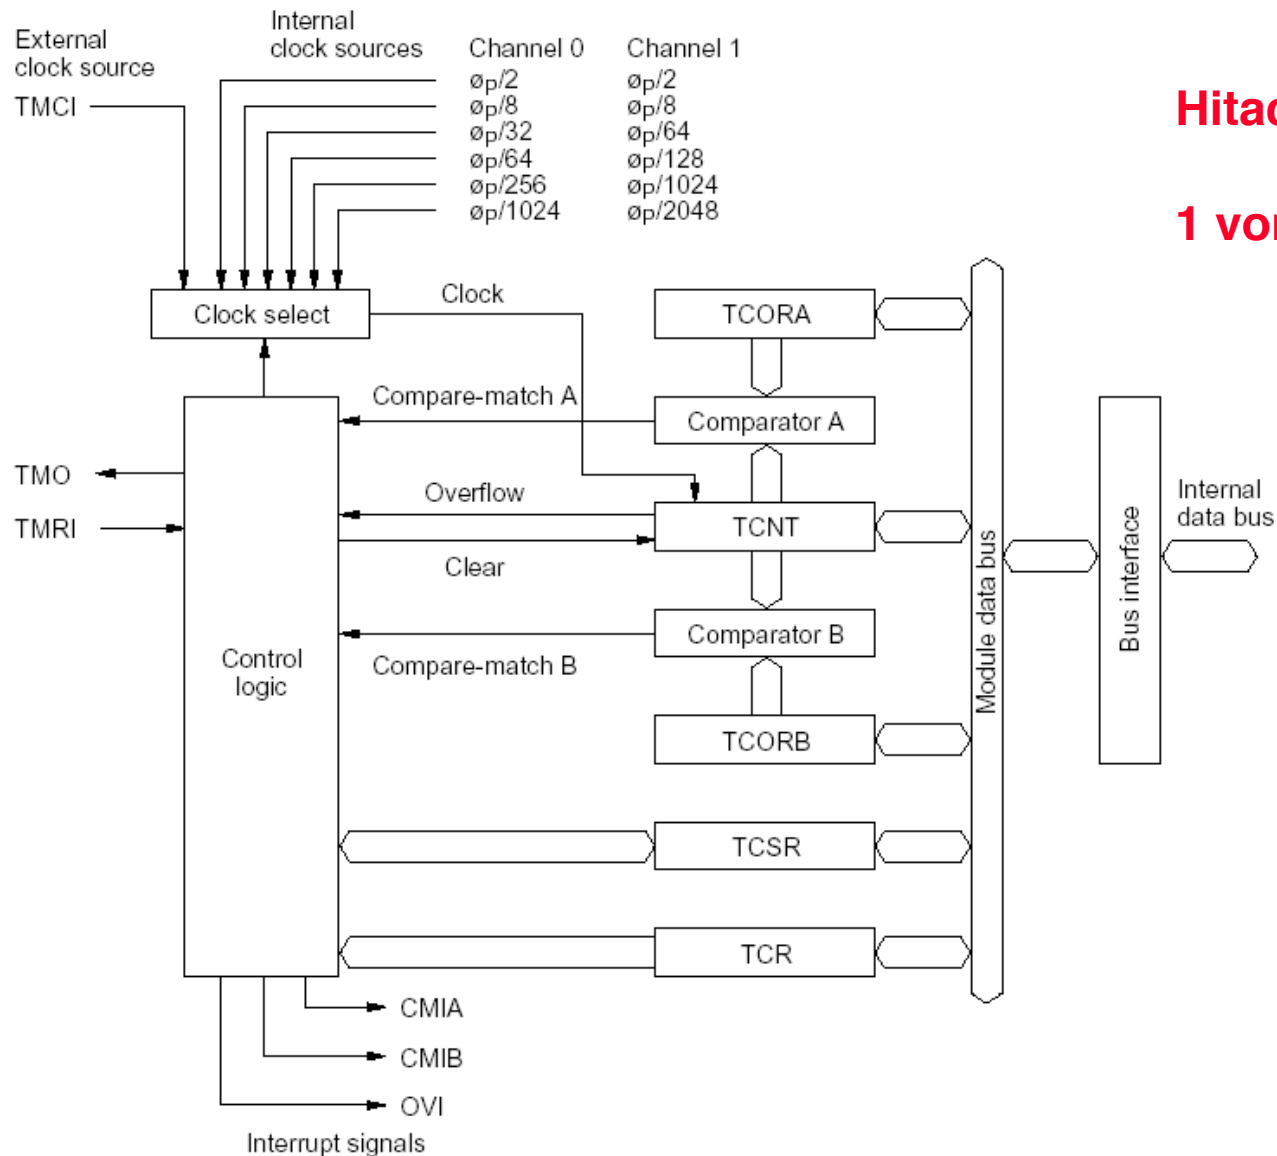 External
clock source
TMCI
Internal
clock sources
Channel 0 Channel 1
øP/2 øP/2
øP/8 øP/8
øP/32 øP/64
øP/64 øP/128
øP/256 øP/1024
øP/1024 øP/2048
1
Clock select
Clock
TCORA
Compare-match A
Comparator A
TMO
TMRI
Overflow
TCNT
Clear
Control
logic
Compare-match B
Comparator B
TCORB
TCSR
TCR
Module data bus
Bus interface
Internal
data bus
CMIA
CMIB
OVI
Interrupt signals